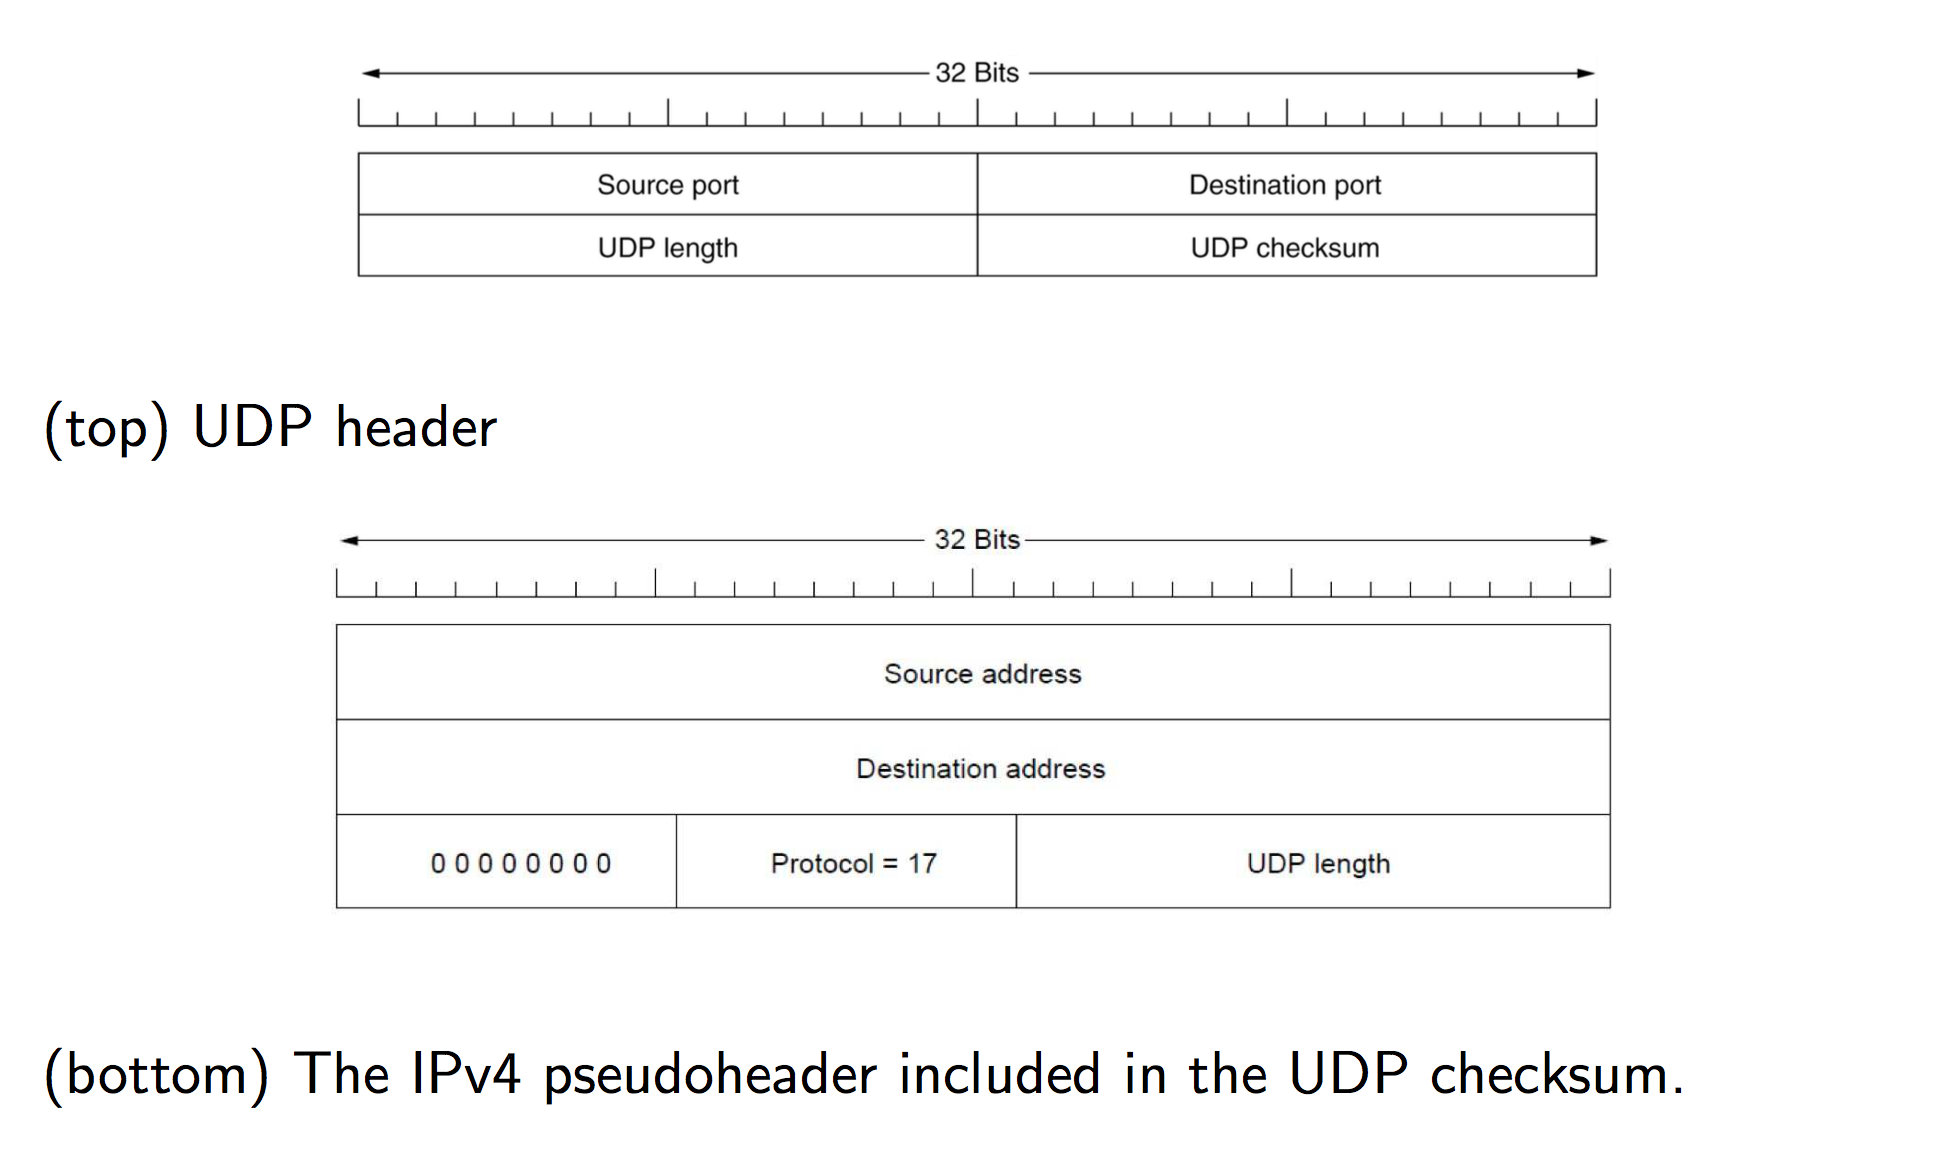 32 Bits
Source port Destination port
UDP length UDP checksum
(top) UDP header
32 Bits
Source address
Destination address
0 0 0 0 0 0 0 0 Protocol = 17 UDP length
(bottom) The IPv4 pseudoheader included in the UDP checksum.